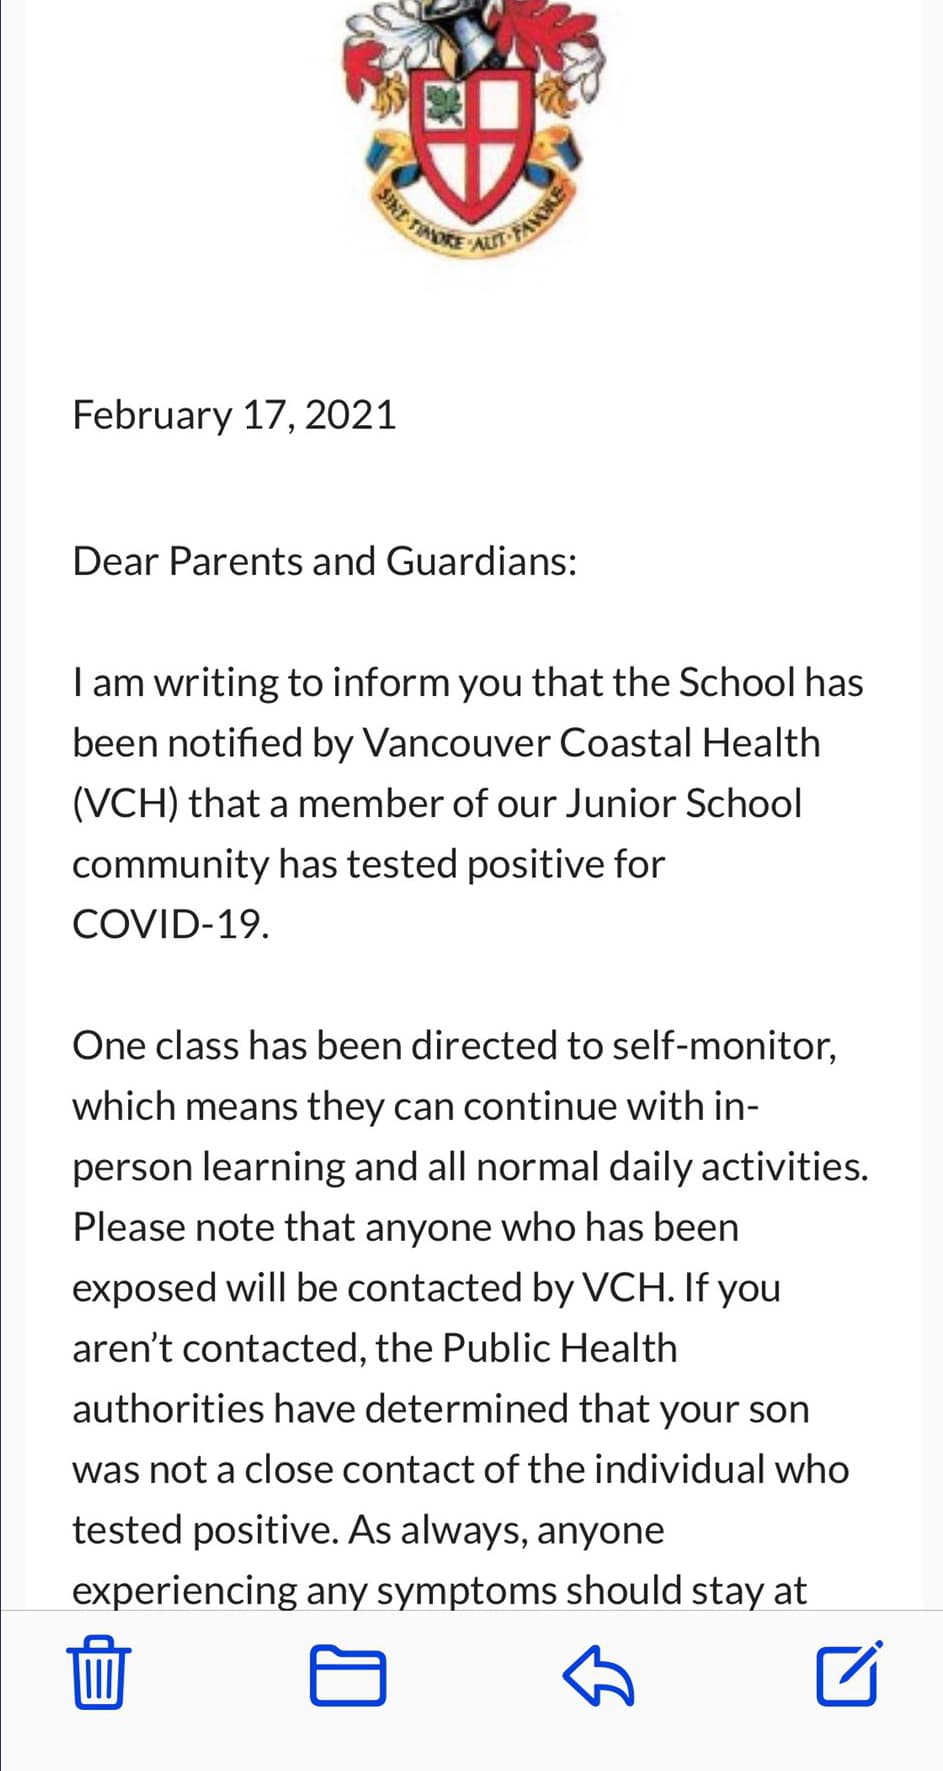 SINE·TIMORE·AUT·FAVORE
February 17, 2021
Dear Parents and Guardians:
I am writing to inform you that the School has
been notified by Vancouver Coastal Health
(VCH) that a member of our Junior School
community has tested positive for
COVID-19.
One class has been directed to self-monitor,
which means they can continue with in-
person learning and all normal daily activities.
Please note that anyone who has been
exposed will be contacted by VCH. If you
aren’t contacted, the Public Health
authorities have determined that your son
was not a close contact of the individual who
tested positive. As always, anyone
experiencing any symptoms should stay at